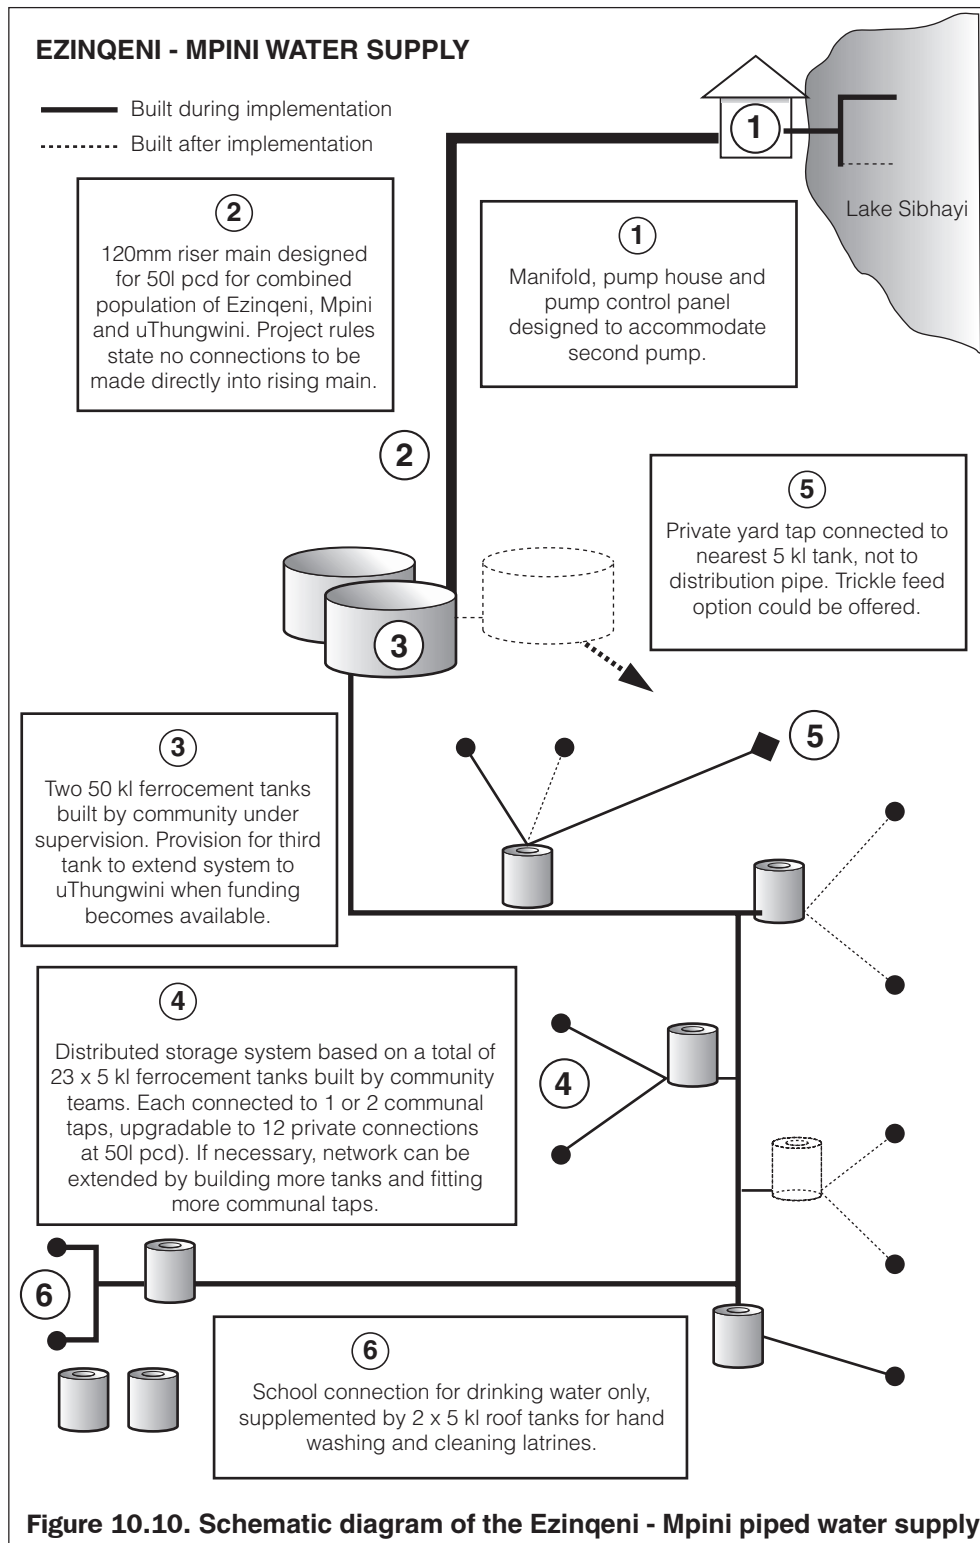 EZINQENI - MPINI WATER SUPPLY
Built during implementation
Built after implementation
1
Lake Sibhayi
2
120mm riser main designed
for 50l pcd for combined
population of Ezinqeni, Mpini
and uThungwini. Project rules
state no connections to be
made directly into rising main.
1
Manifold, pump house and
pump control panel
designed to accommodate
second pump.
2
5
Private yard tap connected to
nearest 5 kl tank, not to
distribution pipe. Trickle feed
option could be offered.
3
3
Two 50 kl ferrocement tanks
built by community under
supervision. Provision for third
tank to extend system to
uThungwini when funding
becomes available.
5
4
Distributed storage system based on a total of
23 x 5 kl ferrocement tanks built by community
teams. Each connected to 1 or 2 communal
taps, upgradable to 12 private connections
at 50l pcd). If necessary, network can be
extended by building more tanks and fitting
more communal taps.
4
6
6
School connection for drinking water only,
supplemented by 2 x 5 kl roof tanks for hand
washing and cleaning latrines.
Figure 10.10. Schematic diagram of the Ezinqeni - Mpini piped water supply